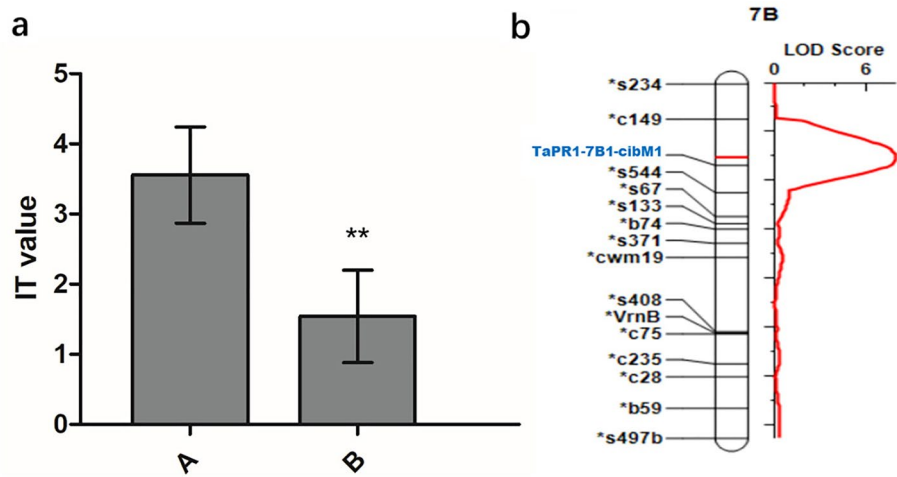 a
5
4
3
2
1
0
IT value
**
A
B
b
7B
LOD Score
0 6
*s234
*c149
TaPR1-7B1-cibM1
*s544
*s67
*s133
*b74
*s371
*cwm19
*s408
*VrnB
*c75
*c235
*c28
*b59
*s497b